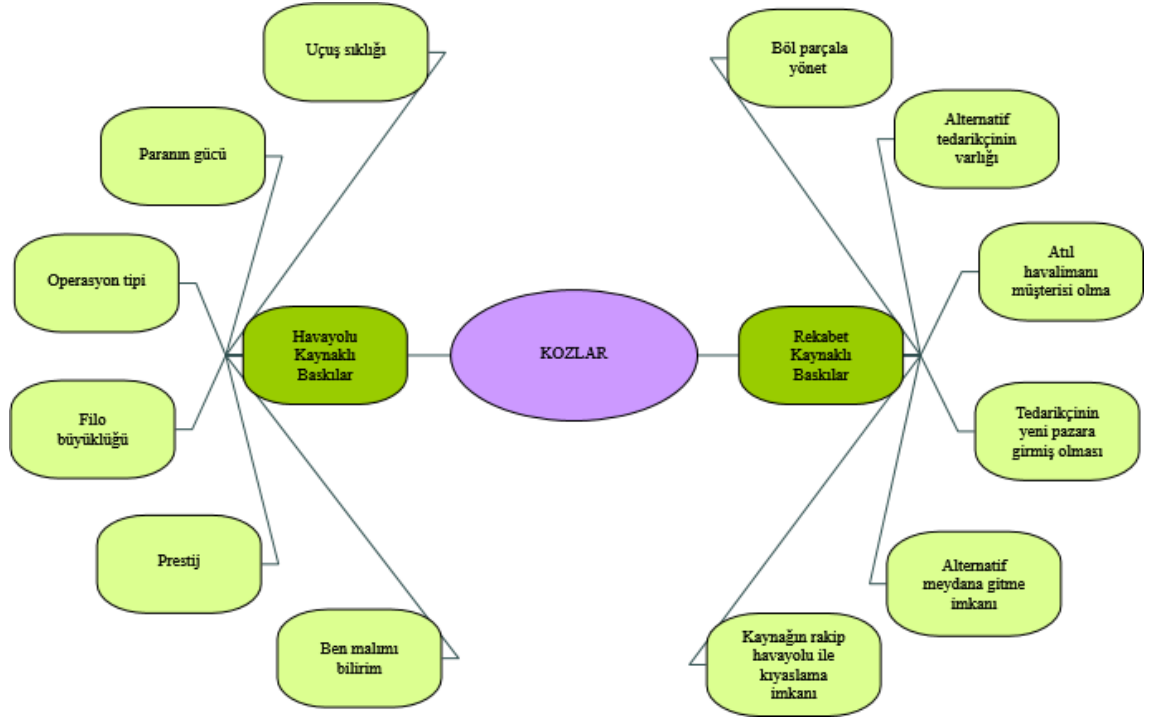 Uçuş sıklığı
Paranın gücü
Operasyon tipi
Filo
büyüklüğü
Prestij
Ben malımı
bilirim
Havayolu
Kaynaklı
Baskılar
KOZLAR
Rekabet
Kaynaklı
Baskılar
Böl parçala
yönet
Alternatif
tedarikçinin
varlığı
Atıl
havalimanı
müşterisi olma
Tedarikçinin
yeni pazara
girmiş olması
Alternatif
meydana gitme
imkanı
Kaynağın rakip
havayolu ile
kıyaslama
imkanı